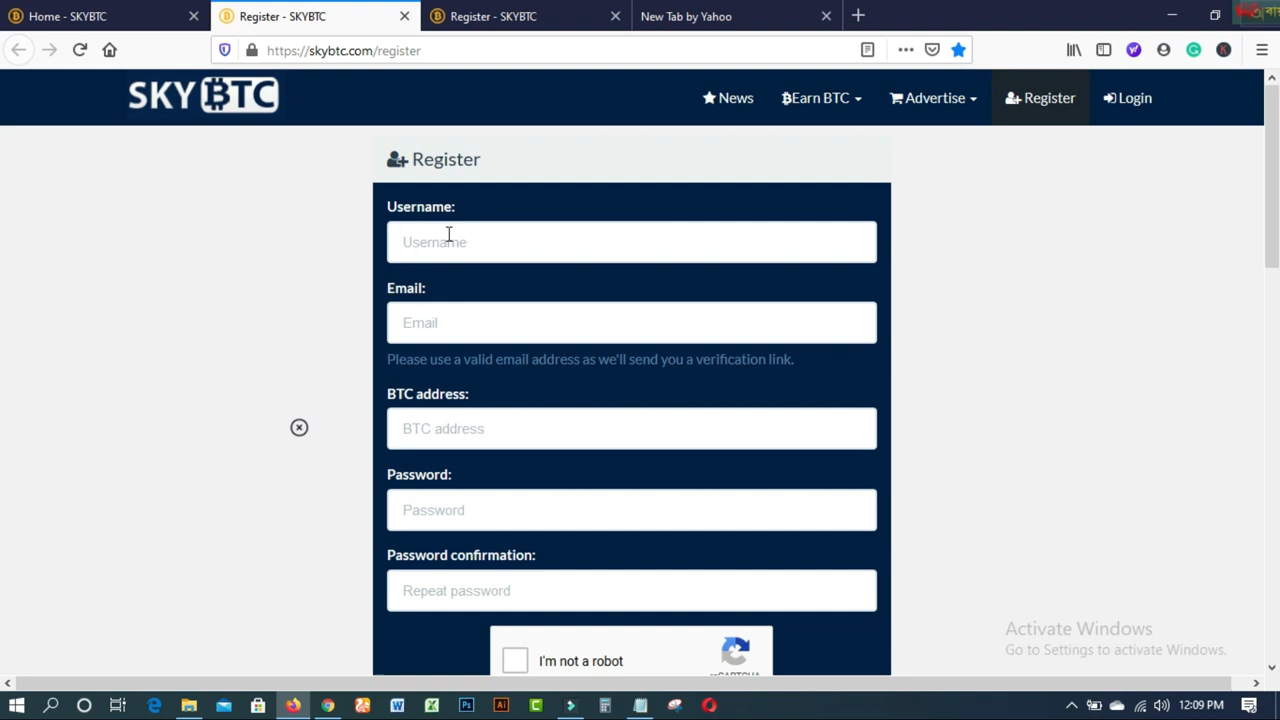 Home - SKYBTC
Register - SKYBTC
Register - SKYBTC
New Tab by Yahoo
https://skybtc.com/register
SKY BTC
News
Earn BTC
Advertise
Register
Login
Register
Username:
Username
Email:
Email
Please use a valid email address as we'll send you a verification link.
BTC address:
BTC address
Password:
Password
Password confirmation:
Repeat password
I'm not a robot
Activate Windows
Go to Settings to activate Windows.
12:09 PM